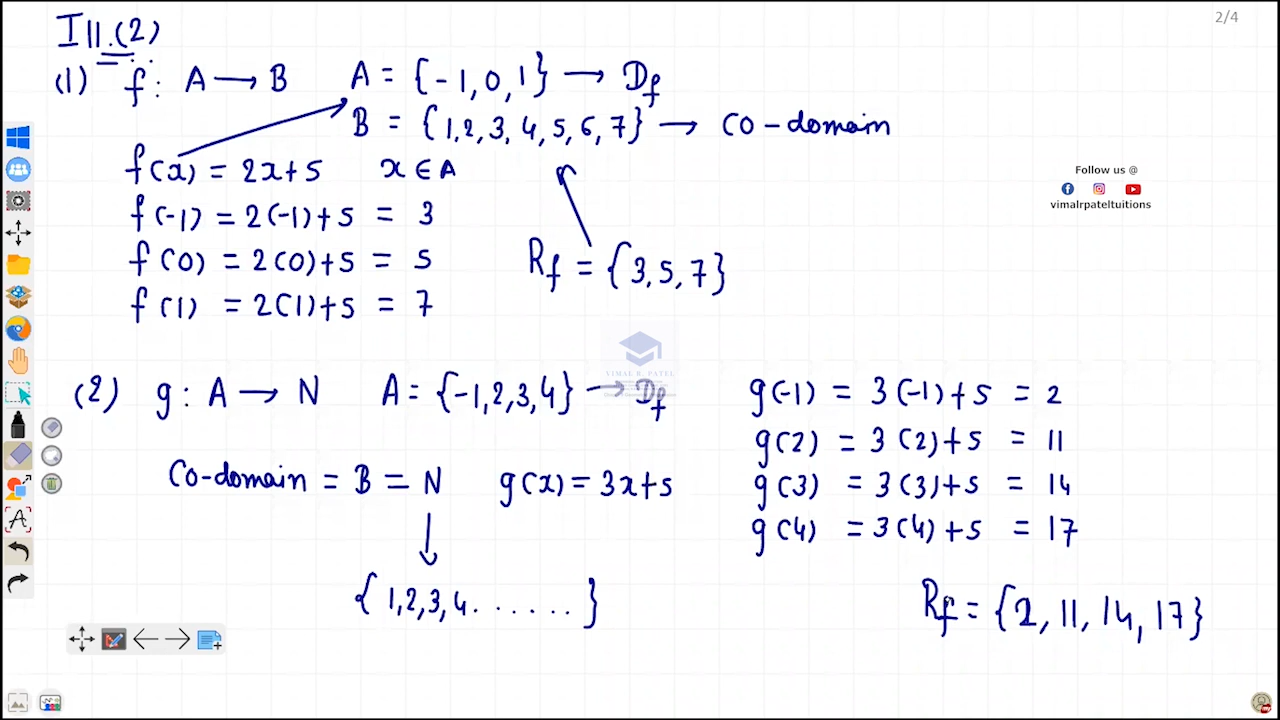 2/4
Ill.(2)
(1) f: A → B A = {-1, 0, 1} → Df
B = {1, 2, 3, 4, 5, 6, 7} → co-domain
f(x) = 2x+5 x ∈ A
f(-1) = 2(-1)+5 = 3
f(0) = 2(0)+5 = 5
f(1) = 2(1)+5 = 7
Rf = {3, 5, 7}
Follow us @
vimalrpateltuitions
VIMAL R. PATEL
(2) g: A → N A = {-1, 2, 3, 4} → Df
Co-domain = B = N g(x) = 3x+5
{1, 2, 3, 4. . . . . . .}
g(-1) = 3(-1)+5 = 2
g(2) = 3(2)+5 = 11
g(3) = 3(3)+5 = 14
g(4) = 3(4)+5 = 17
Rf = {2, 11, 14, 17}